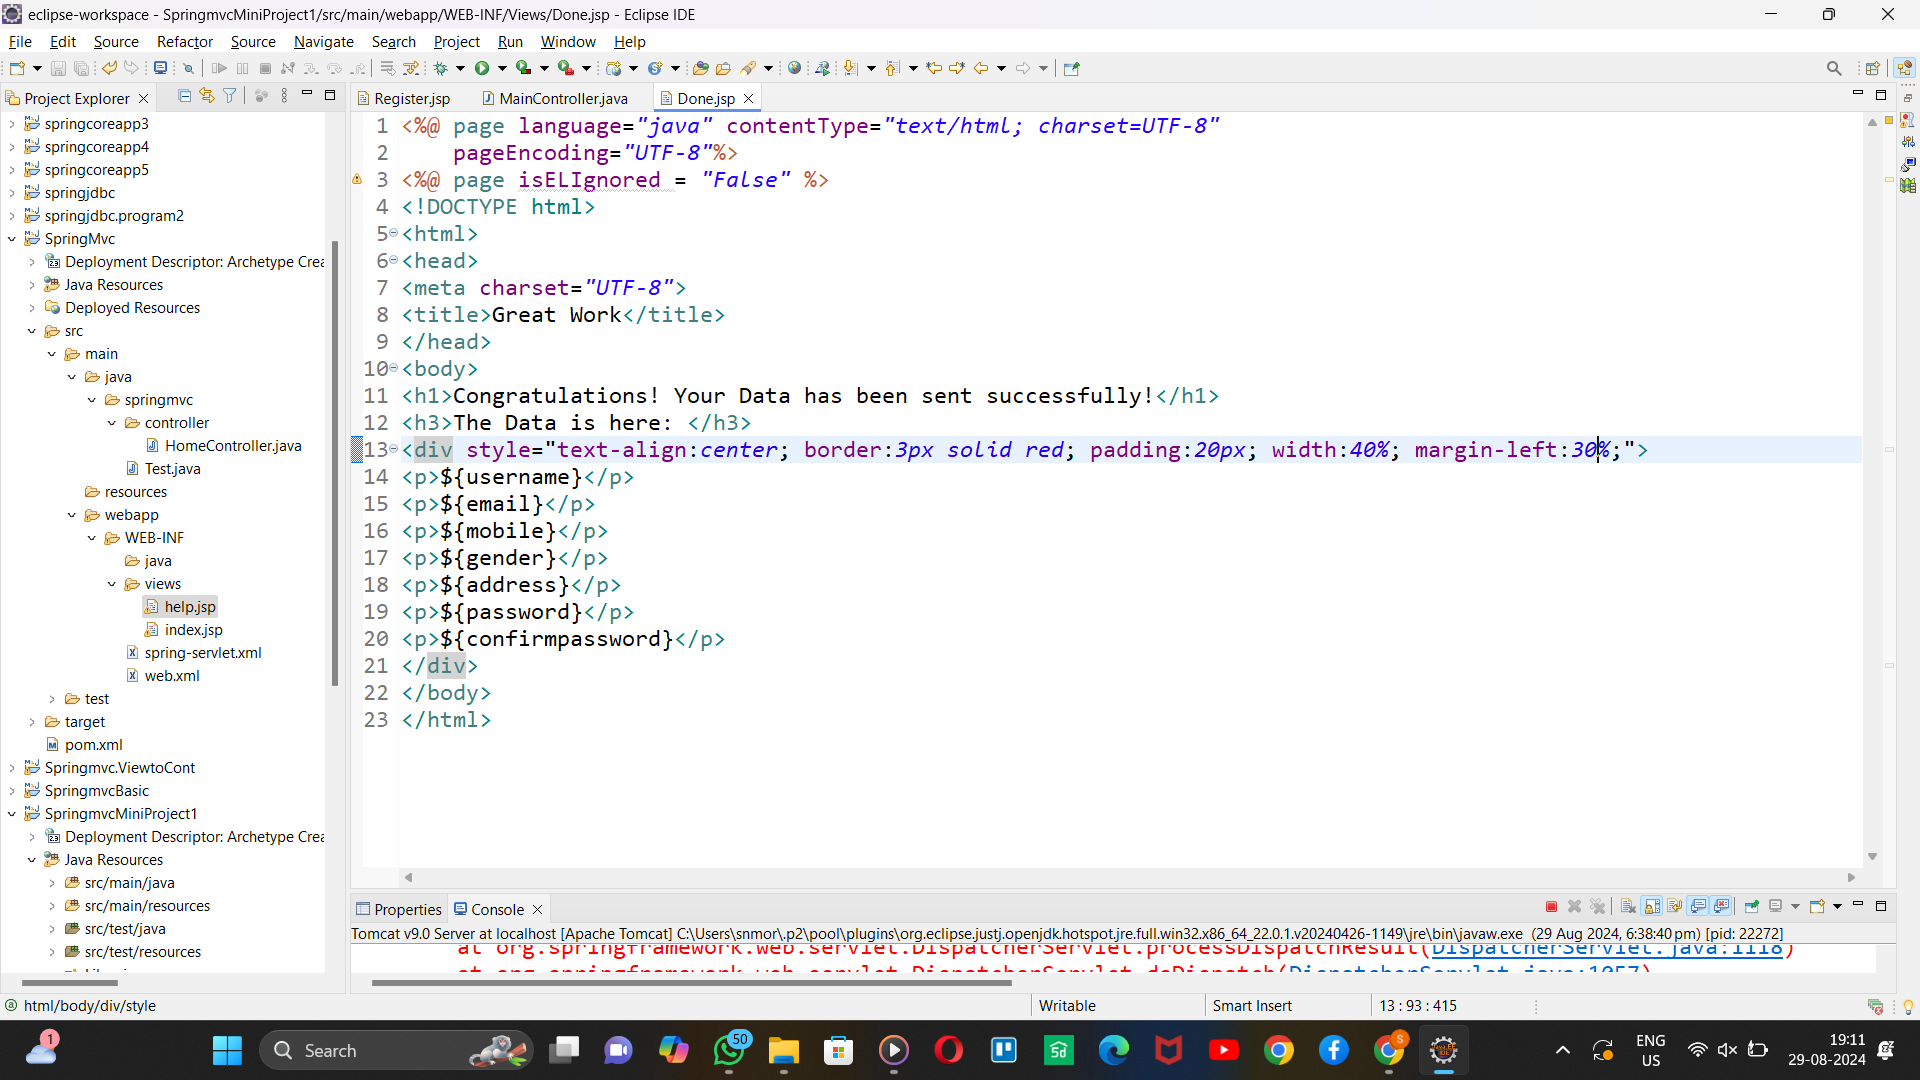 eclipse-workspace - SpringmvcMiniProject1/src/main/webapp/WEB-INF/Views/Done.jsp - Eclipse IDE
File Edit Source Refactor Source Navigate Search Project Run Window Help
Project Explorer
springcoreapp3
springcoreapp4
springcoreapp5
springjdbc
springjdbc.program2
SpringMvc
Deployment Descriptor: Archetype Crea
Java Resources
Deployed Resources
src
main
java
springmvc
controller
HomeController.java
Test.java
resources
webapp
WEB-INF
java
views
help.jsp
index.jsp
spring-servlet.xml
web.xml
test
target
pom.xml
Springmvc.ViewtoCont
SpringmvcBasic
SpringmvcMiniProject1
Deployment Descriptor: Archetype Crea
Java Resources
src/main/java
src/main/resources
src/test/java
src/test/resources
Register.jsp MainController.java Done.jsp
1 <%@ page language="java" contentType="text/html; charset=UTF-8"
2 pageEncoding="UTF-8"%>
3 <%@ page isELIgnored = "False" %>
4 <!DOCTYPE html>
5 <html>
6 <head>
7 <meta charset="UTF-8">
8 <title>Great Work</title>
9 </head>
10 <body>
11 <h1>Congratulations! Your Data has been sent successfully!</h1>
12 <h3>The Data is here: </h3>
13 <div style="text-align:center; border:3px solid red; padding:20px; width:40%; margin-left:30%;">
14 <p>${username}</p>
15 <p>${email}</p>
16 <p>${mobile}</p>
17 <p>${gender}</p>
18 <p>${address}</p>
19 <p>${password}</p>
20 <p>${confirmpassword}</p>
21 </div>
22 </body>
23 </html>
Properties Console
Tomcat v9.0 Server at localhost [Apache Tomcat] C:\Users\snmor\.p2\pool\plugins\org.eclipse.justj.openjdk.hotspot.jre.full.win32.x86_64_22.0.1.v20240426-1149\jre\bin\javaw.exe (29 Aug 2024, 6:38:40 pm) [pid: 22272]
at org.springframework.web.servlet.DispatcherServlet.processDispatchResult(DispatcherServlet.java:1118)
at org.springframework.web.servlet.DispatcherServlet.doDispatch(DispatcherServlet.java:1057)
html/body/div/style Writable Smart Insert 13 : 93 : 415
1
Search
50
Sd
S
ENG
US
19:11
29-08-2024